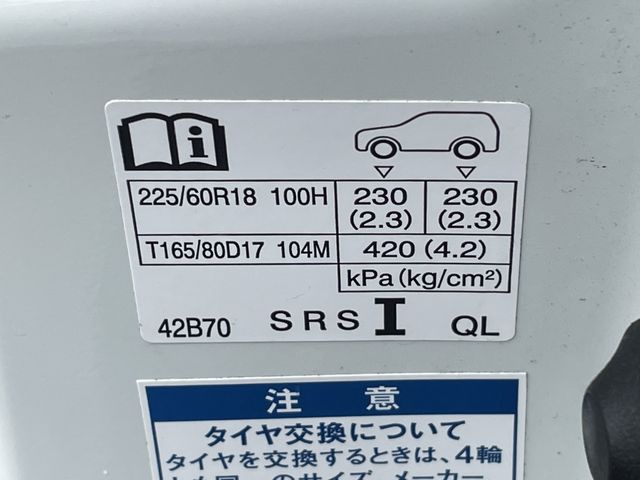 i
225/60R18 100H 230 230
(2.3) (2.3)
T165/80D17 104M 420 (4.2)
kPa(kg/cm²)
42B70 SRS I QL
注 意
タイヤ交換について
タイヤを交換するときは、4輪